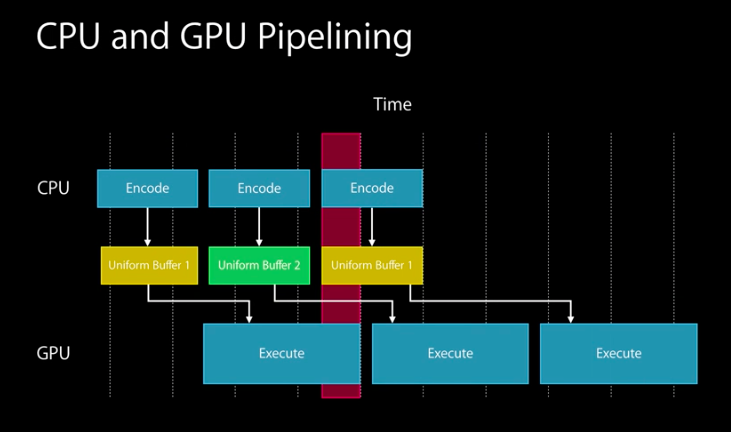 CPU and GPU Pipelining
Time
CPU
Encode
Encode
Encode
Uniform Buffer 1
Uniform Buffer 2
Uniform Buffer 1
GPU
Execute
Execute
Execute